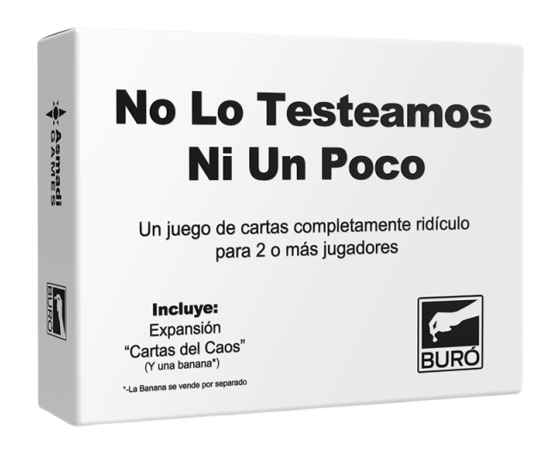 No Lo Testeamos
Ni Un Poco
Un juego de cartas completamente ridículo
para 2 o más jugadores
Incluye:
Expansión
“Cartas del Caos”
(Y una banana*)
*-La Banana se vende por separado
BURÓ
Asmadi
GAMES
BURÓ